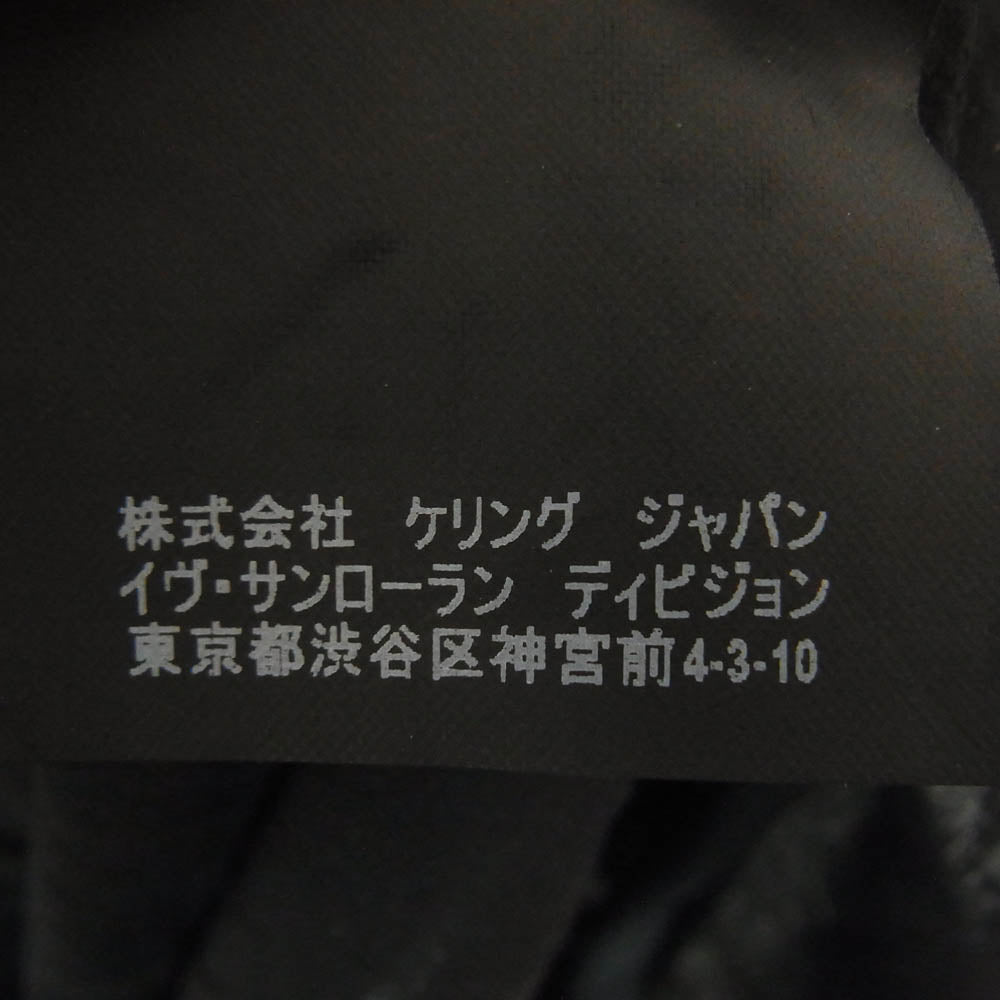 株式会社　ケリング　ジャパン
イヴ・サンローラン　ディビジョン
東京都渋谷区神宮前4-3-10